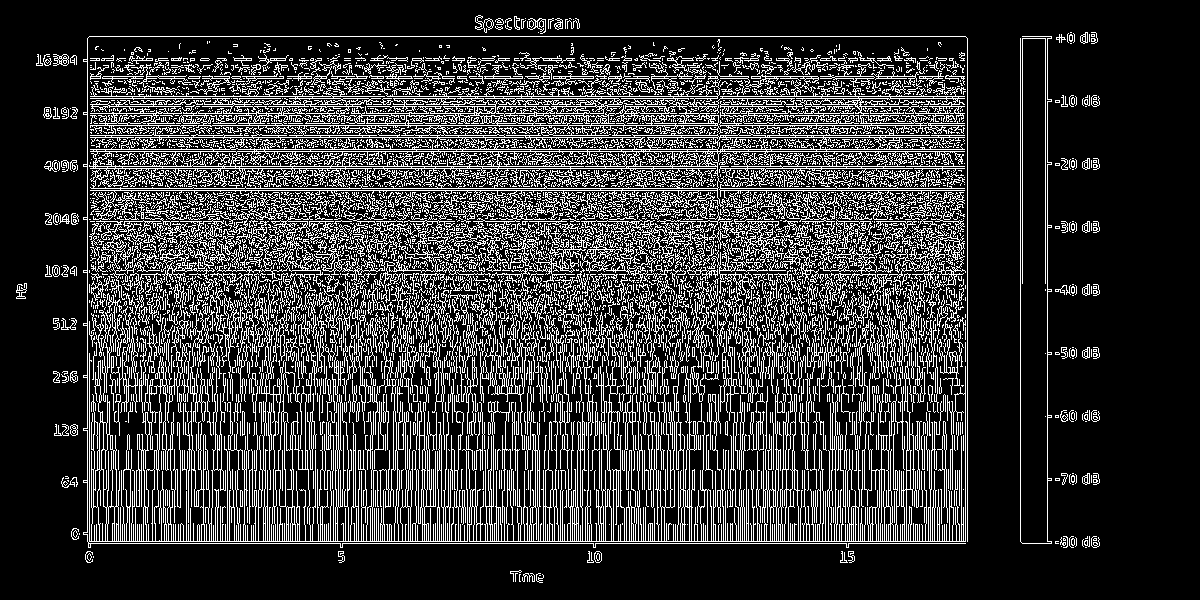 Spectrogram
+0 dB
16384
-10 dB
8192
-20 dB
4096
-30 dB
2048
1024
Hz
-40 dB
512
-50 dB
256
-60 dB
128
-70 dB
64
0
-80 dB
0 5 10 15
Time